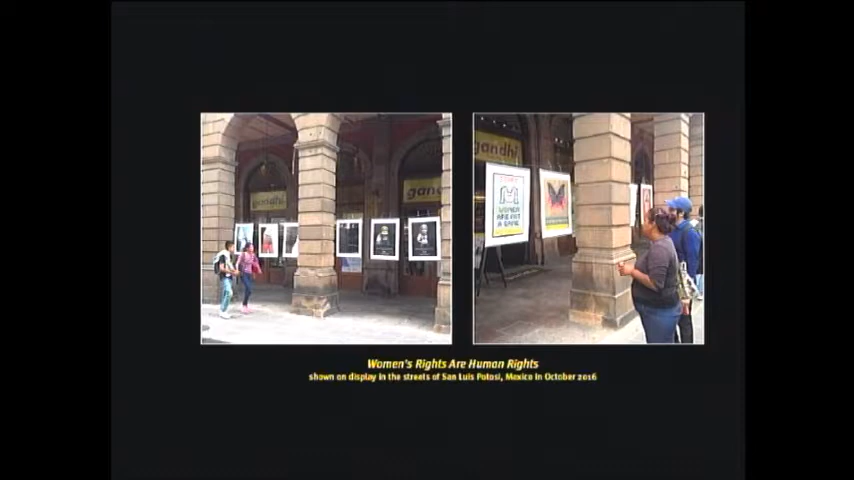 gandhi
gan
gandhi
WOMEN
ARE NOT
A GAME
Women's Rights Are Human Rights
shown on display in the streets of San Luis Potosi, Mexico in October 2016